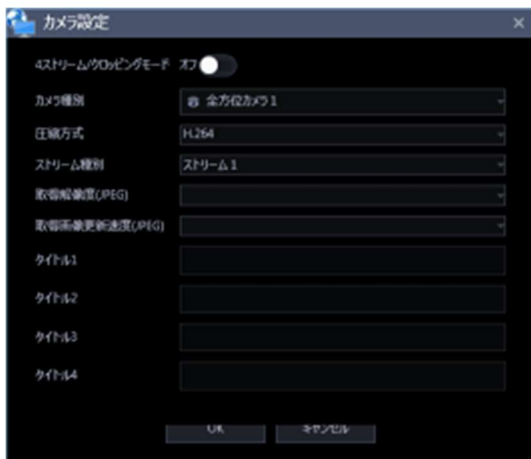 カメラ設定
4ストリーム/クロッピングモード オフ
カメラ種別 全方位カメラ1
圧縮方式 H.264
ストリーム種別 ストリーム1
取得解像度(JPEG)
取得画像更新速度(JPEG)
タイトル1
タイトル2
タイトル3
タイトル4
OK キャンセル